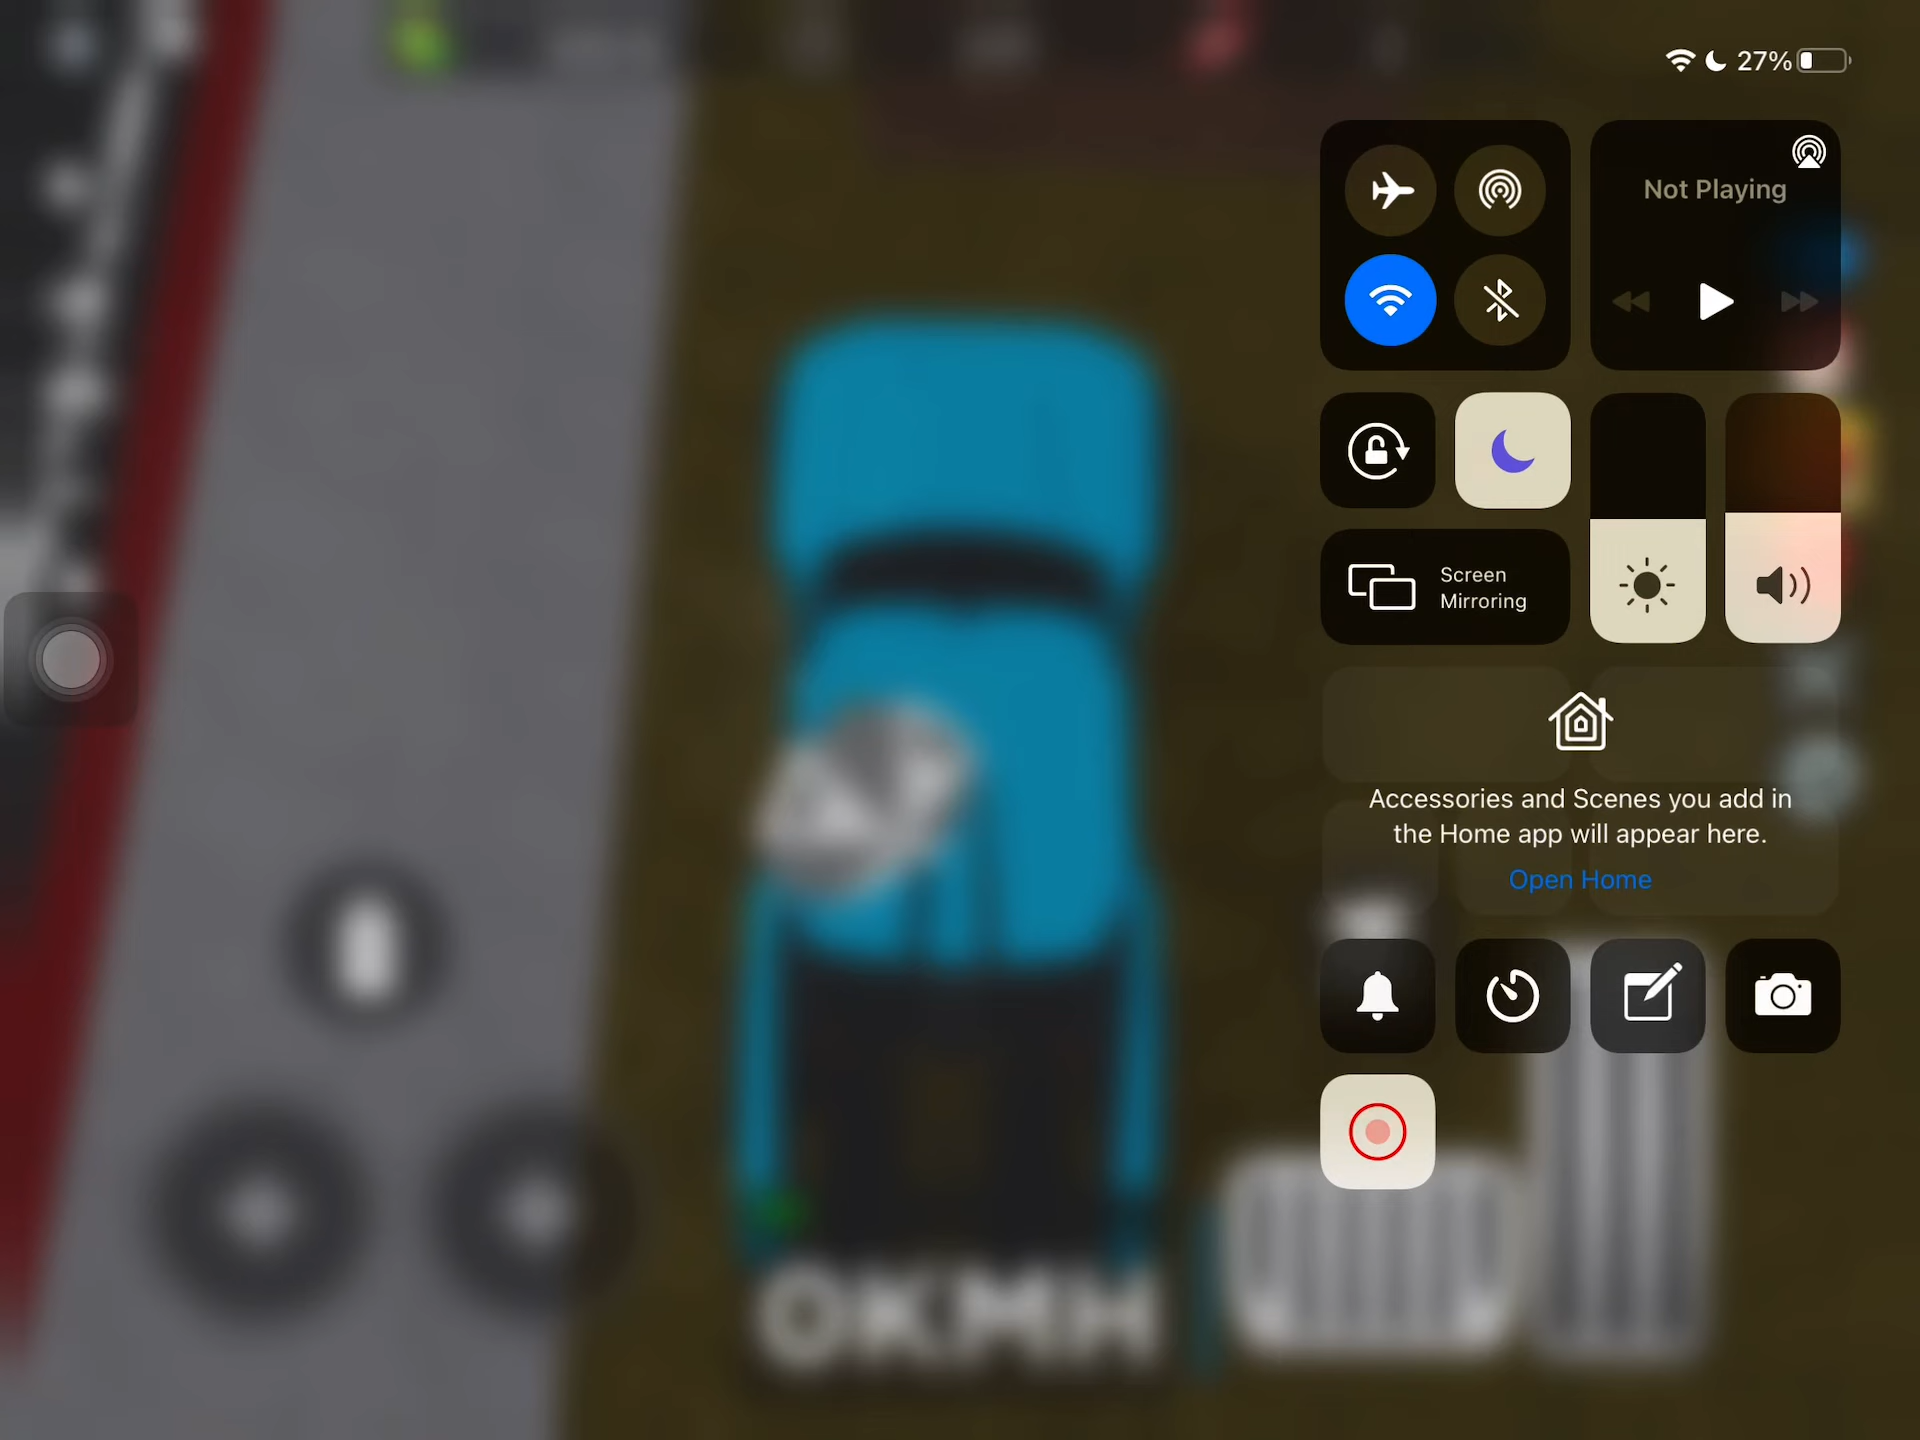 27%
Not Playing
Screen
Mirroring
Accessories and Scenes you add in
the Home app will appear here.
Open Home
0KMH